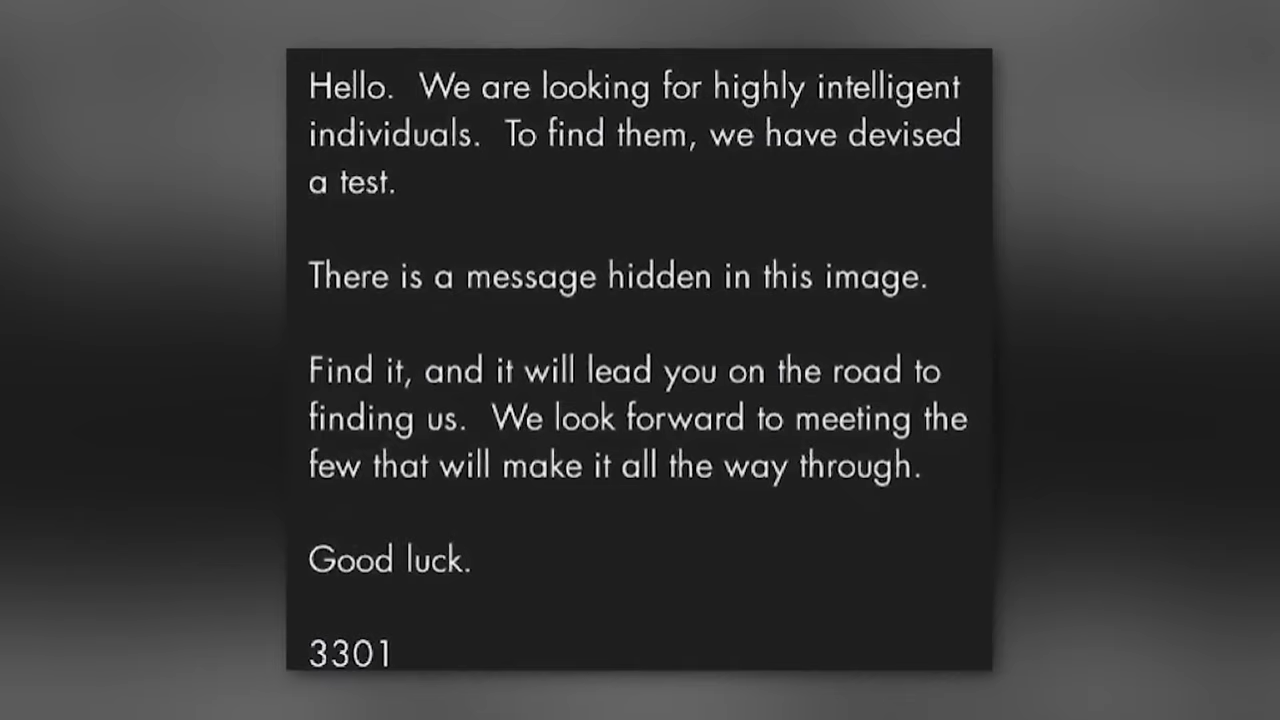 Hello.  We are looking for highly intelligent
individuals.  To find them, we have devised
a test.
There is a message hidden in this image.
Find it, and it will lead you on the road to
finding us.  We look forward to meeting the
few that will make it all the way through.
Good luck.
3301